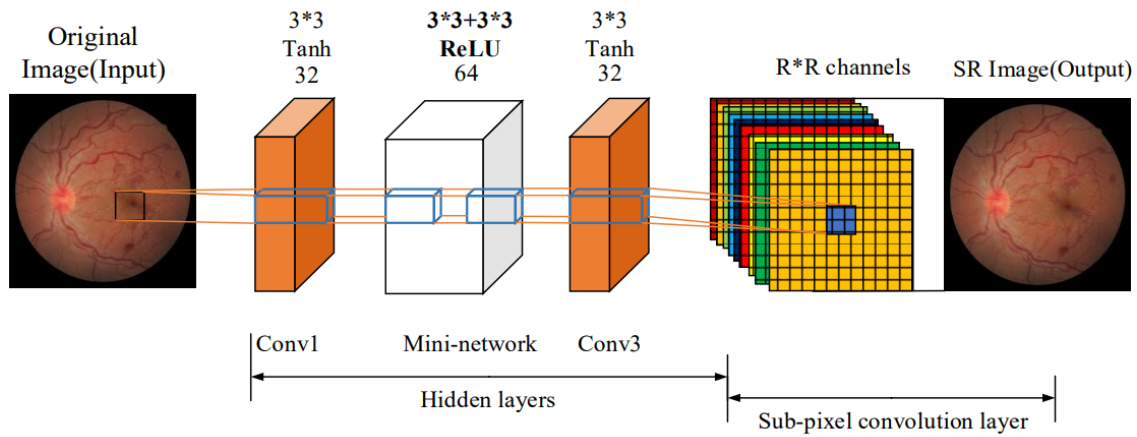 Original
Image(Input)
3*3
Tanh
32
3*3+3*3
ReLU
64
3*3
Tanh
32
R*R channels
SR Image(Output)
Conv1
Mini-network
Conv3
Hidden layers
Sub-pixel convolution layer